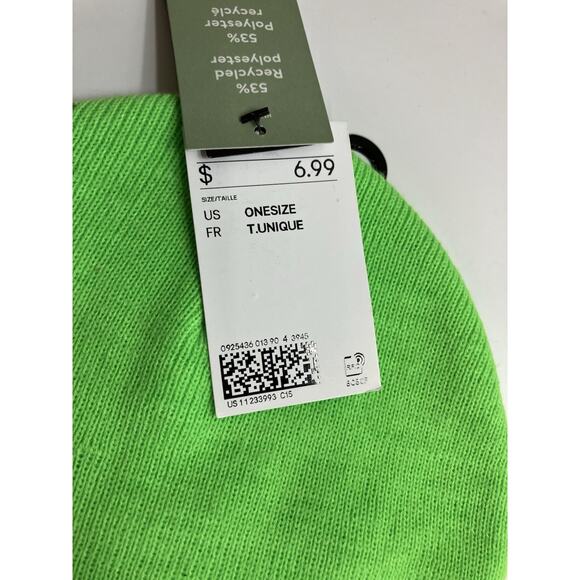 53%
Recycled
polyester
53%
Polyester
recyclé
$ 6.99
SIZE/TAILLE
US ONESIZE
FR T.UNIQUE
0925436 013 90 4 3945
US 11233993 C15